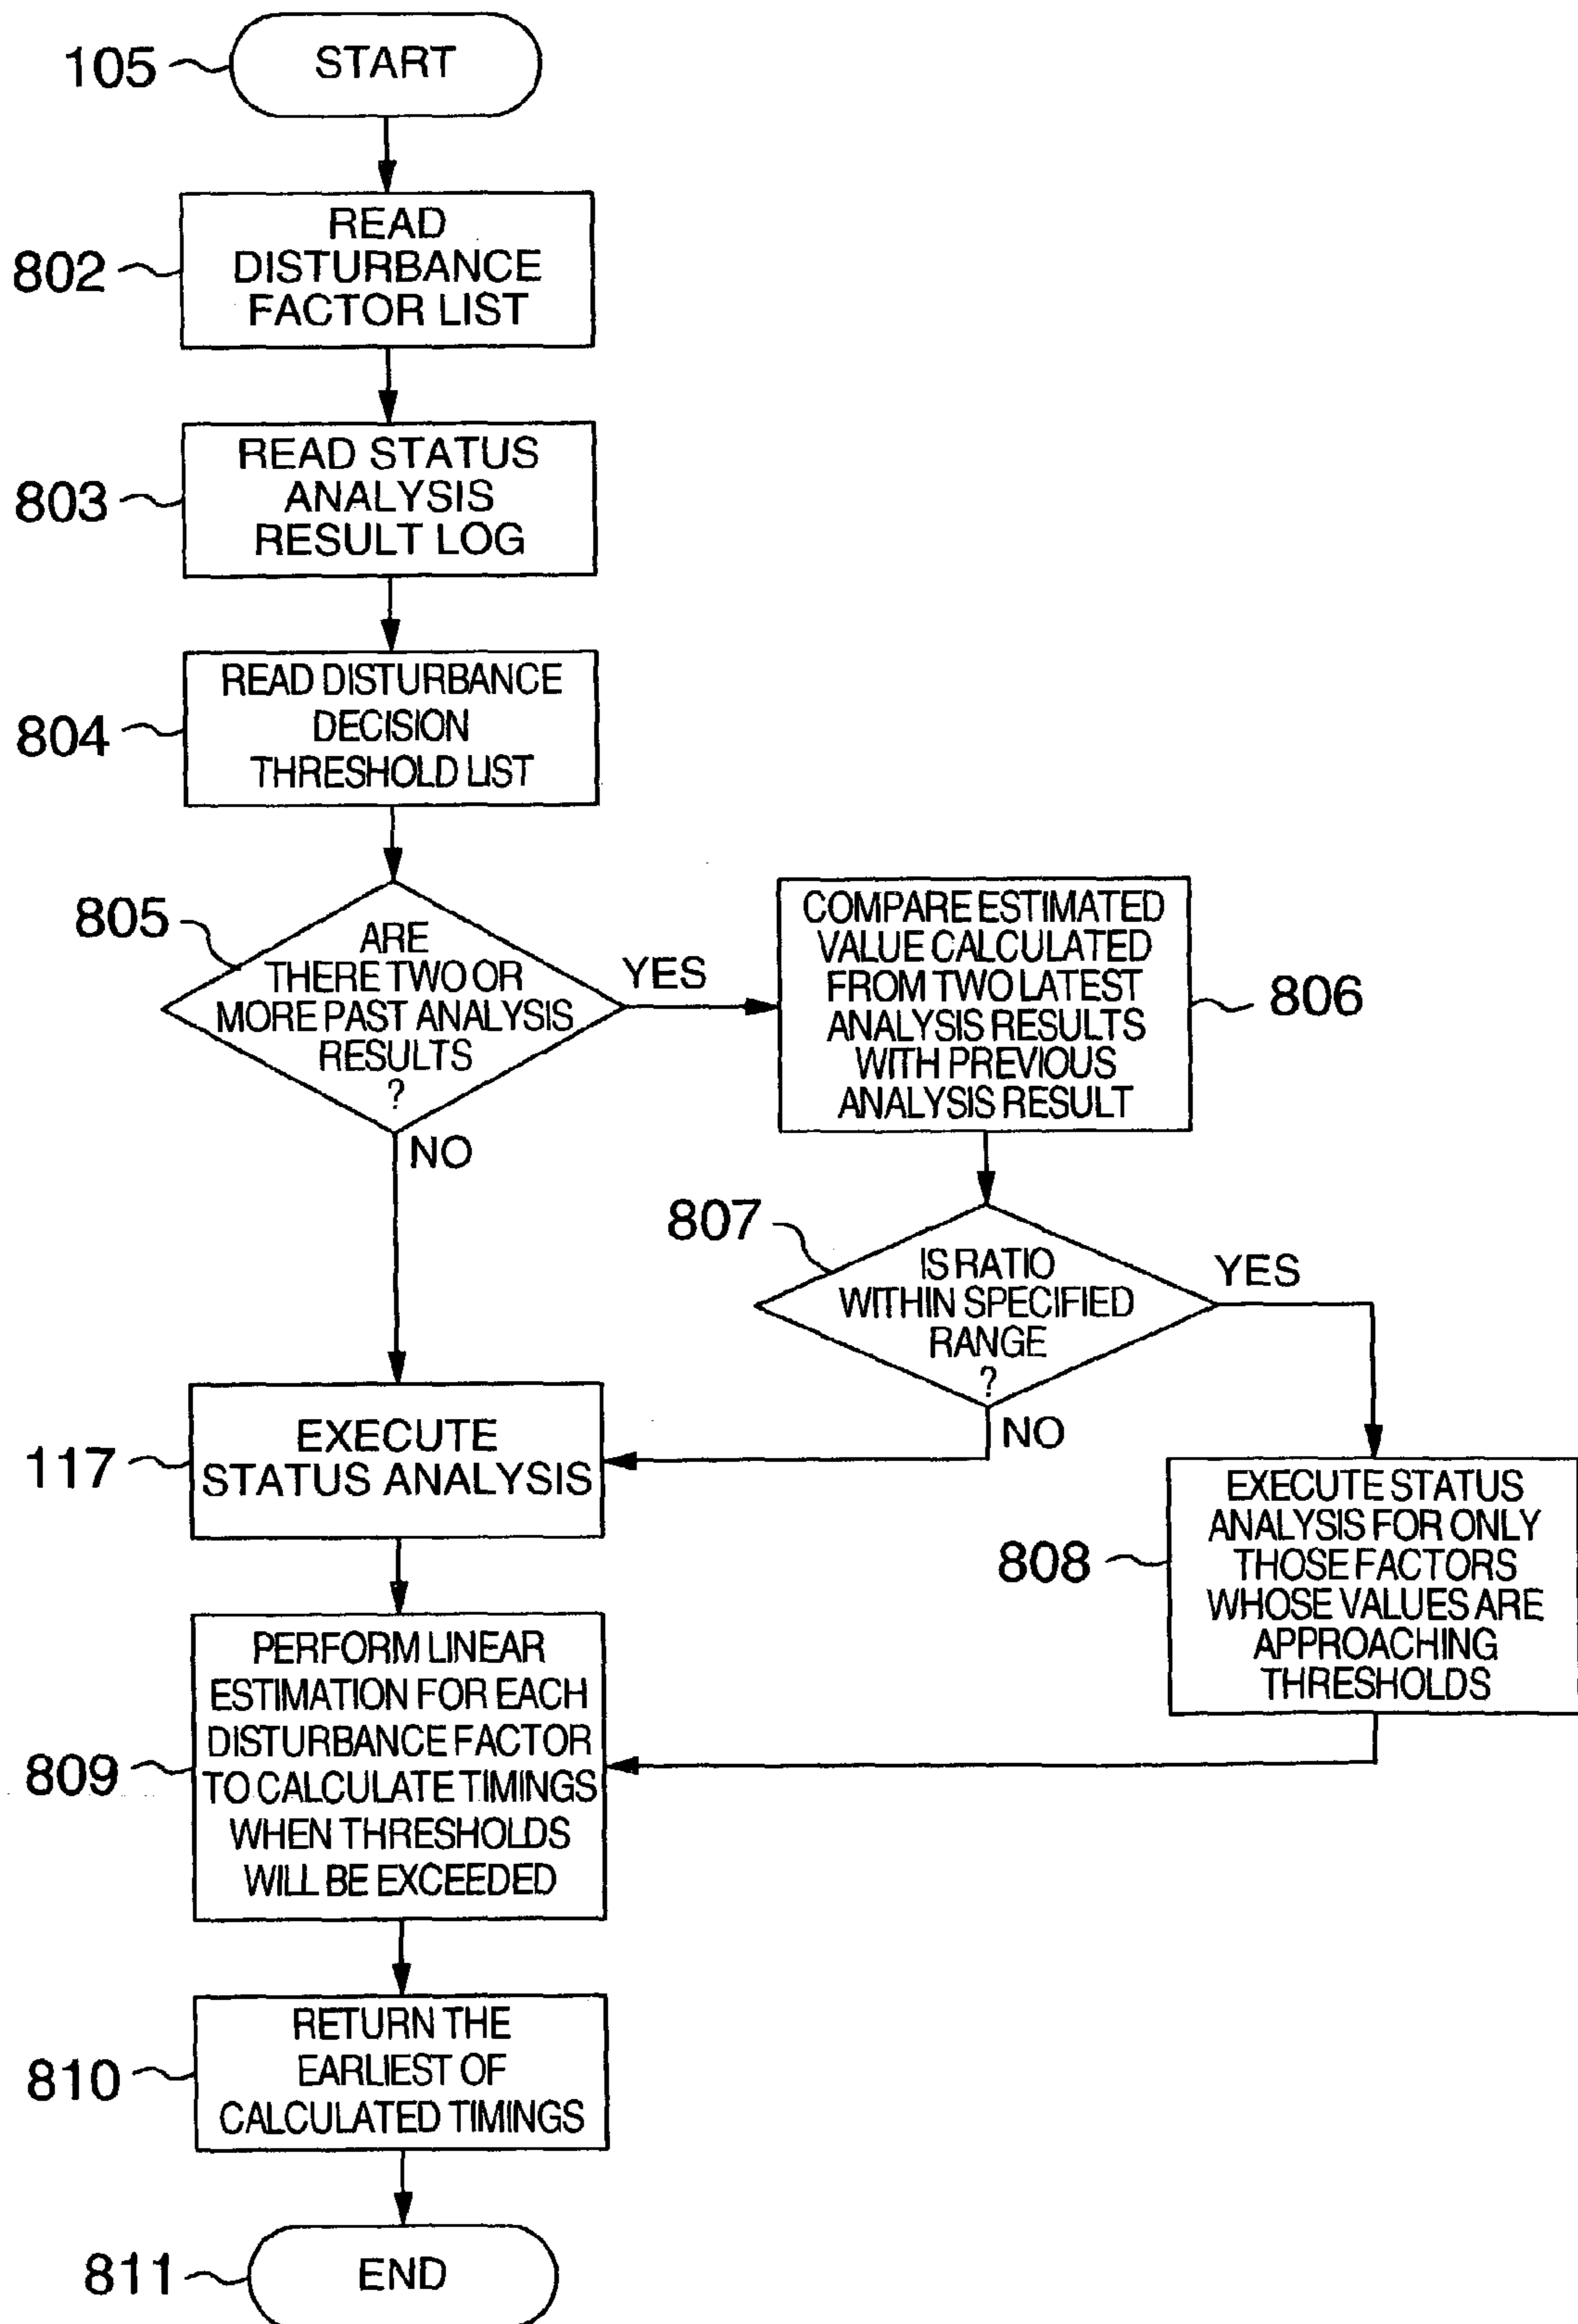 105
START
802
READ
DISTURBANCE
FACTOR LIST
803
READ STATUS
ANALYSIS
RESULT LOG
804
READ DISTURBANCE
DECISION
THRESHOLD LIST
805
ARE
THERE TWO OR
MORE PAST ANALYSIS
RESULTS
?
YES
NO
COMPARE ESTIMATED
VALUE CALCULATED
FROM TWO LATEST
ANALYSIS RESULTS
WITH PREVIOUS
ANALYSIS RESULT
806
807
IS RATIO
WITHIN SPECIFIED
RANGE
?
YES
NO
117
EXECUTE
STATUS ANALYSIS
808
EXECUTE STATUS
ANALYSIS FOR ONLY
THOSE FACTORS
WHOSE VALUES ARE
APPROACHING
THRESHOLDS
809
PERFORM LINEAR
ESTIMATION FOR EACH
DISTURBANCE FACTOR
TO CALCULATE TIMINGS
WHEN THRESHOLDS
WILL BE EXCEEDED
810
RETURN THE
EARLIEST OF
CALCULATED TIMINGS
811
END